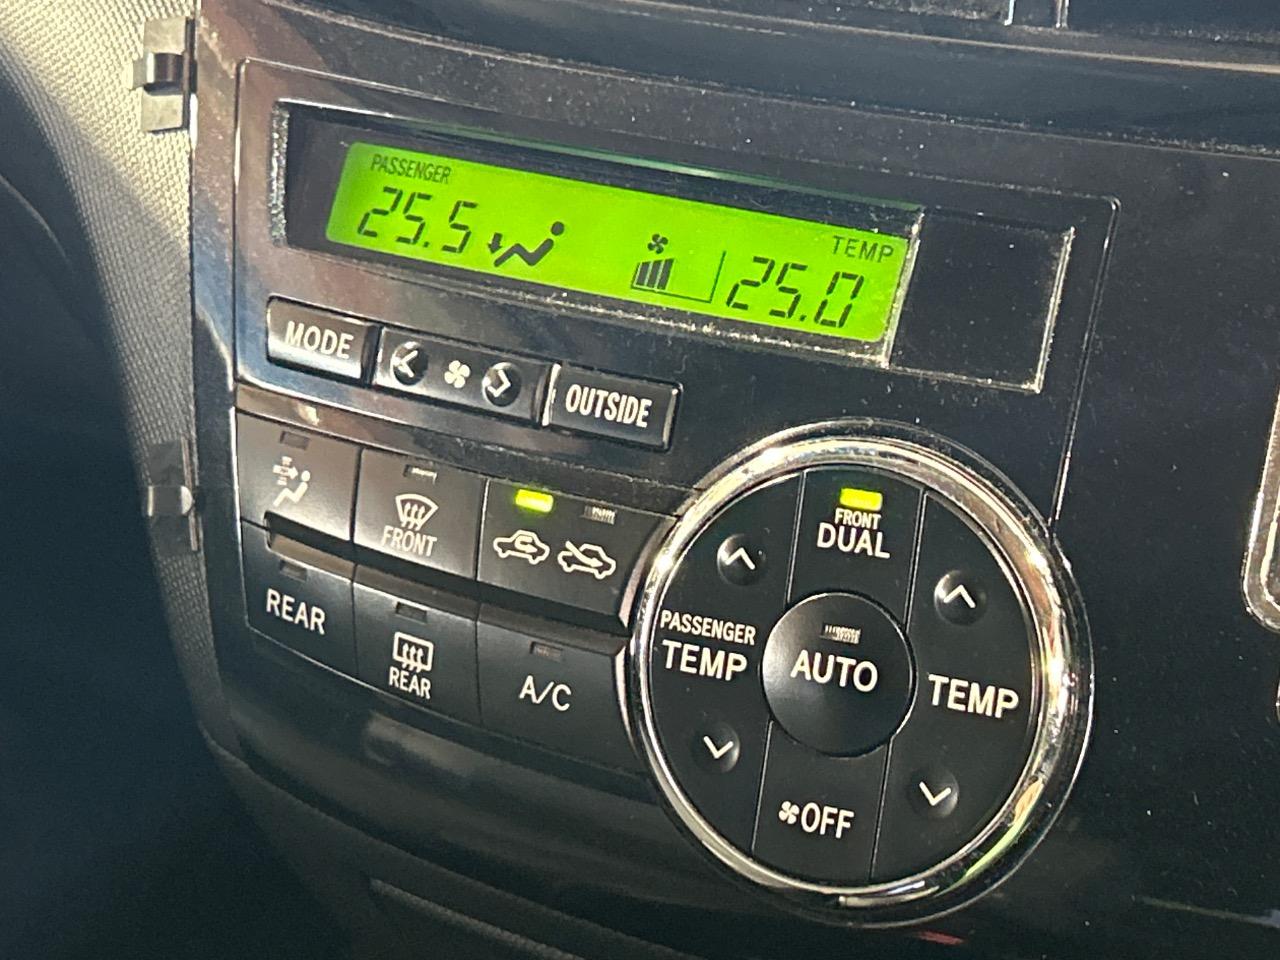 PASSENGER
TEMP
25.5
25.0
MODE
OUTSIDE
FRONT
REAR
REAR
A/C
FRONT
DUAL
PASSENGER
TEMP
AUTO
TEMP
OFF